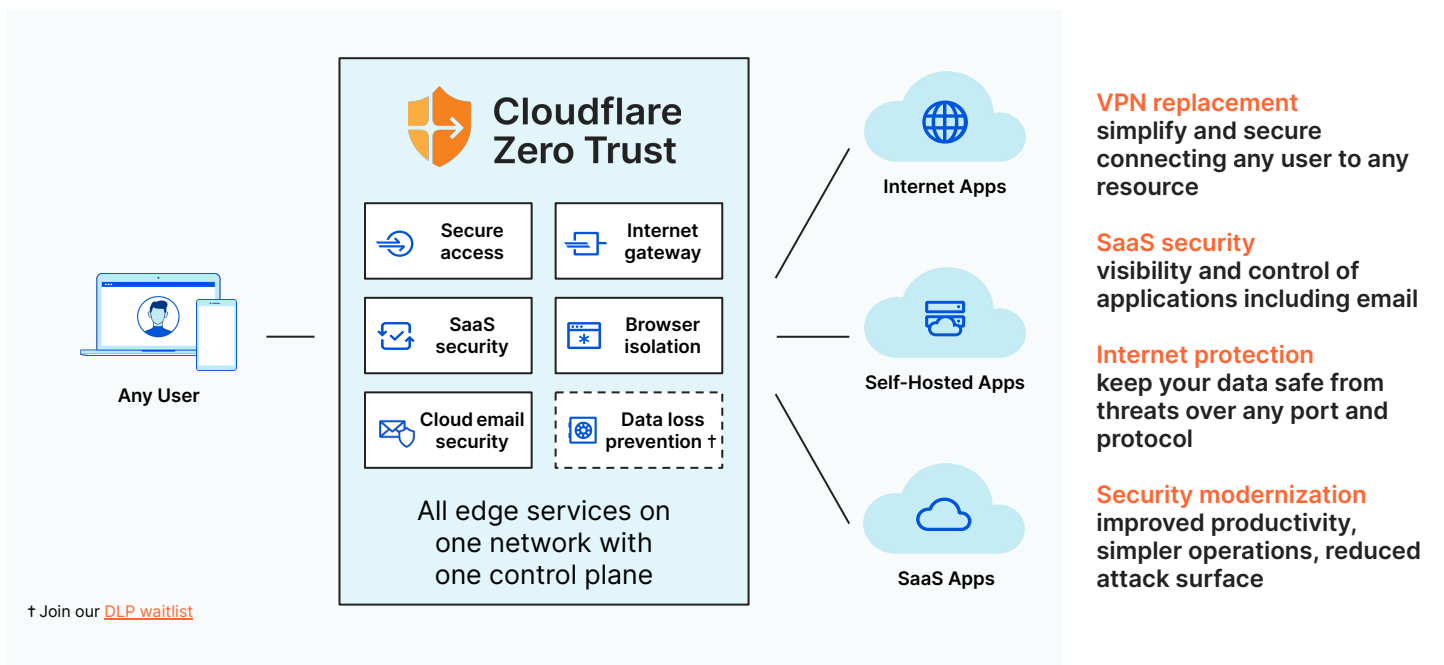 Cloudflare
Zero Trust
Secure
access
Internet
gateway
SaaS
security
Browser
isolation
Cloud email
security
Data loss
prevention †
All edge services on
one network with
one control plane
Any User
Internet Apps
Self-Hosted Apps
SaaS Apps
† Join our DLP waitlist
VPN replacement
simplify and secure
connecting any user to any
resource
SaaS security
visibility and control of
applications including email
Internet protection
keep your data safe from
threats over any port and
protocol
Security modernization
improved productivity,
simpler operations, reduced
attack surface